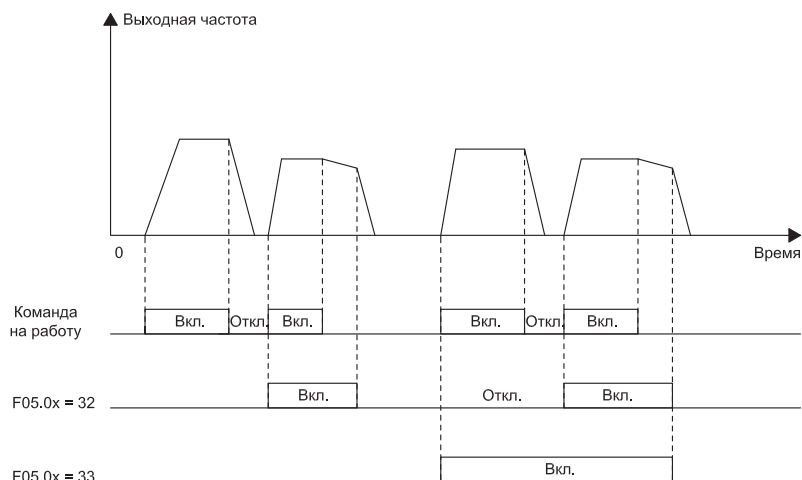 Выходная частота
0
Время
Команда
на работу
Вкл. Откл. Вкл. Вкл. Откл. Вкл.
F05.0x = 32
Вкл. Откл. Вкл.
F05.0x = 33
Вкл.